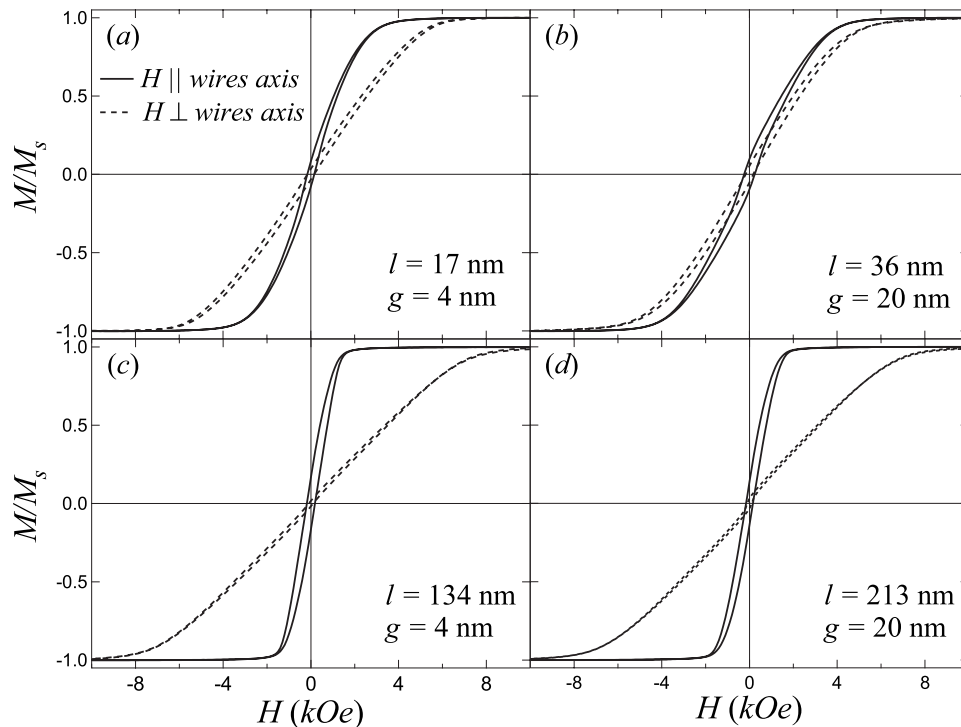 1.0
0.5
0.0
-0.5
-1.0
M/Mₛ
(a)
H || wires axis
H ⊥ wires axis
l = 17 nm
g = 4 nm
(b)
l = 36 nm
g = 20 nm
0.5
0.0
-0.5
-1.0
M/Mₛ
(c)
l = 134 nm
g = 4 nm
(d)
l = 213 nm
g = 20 nm
-8 -4 0 4 8
-8 -4 0 4 8
H (kOe)
H (kOe)